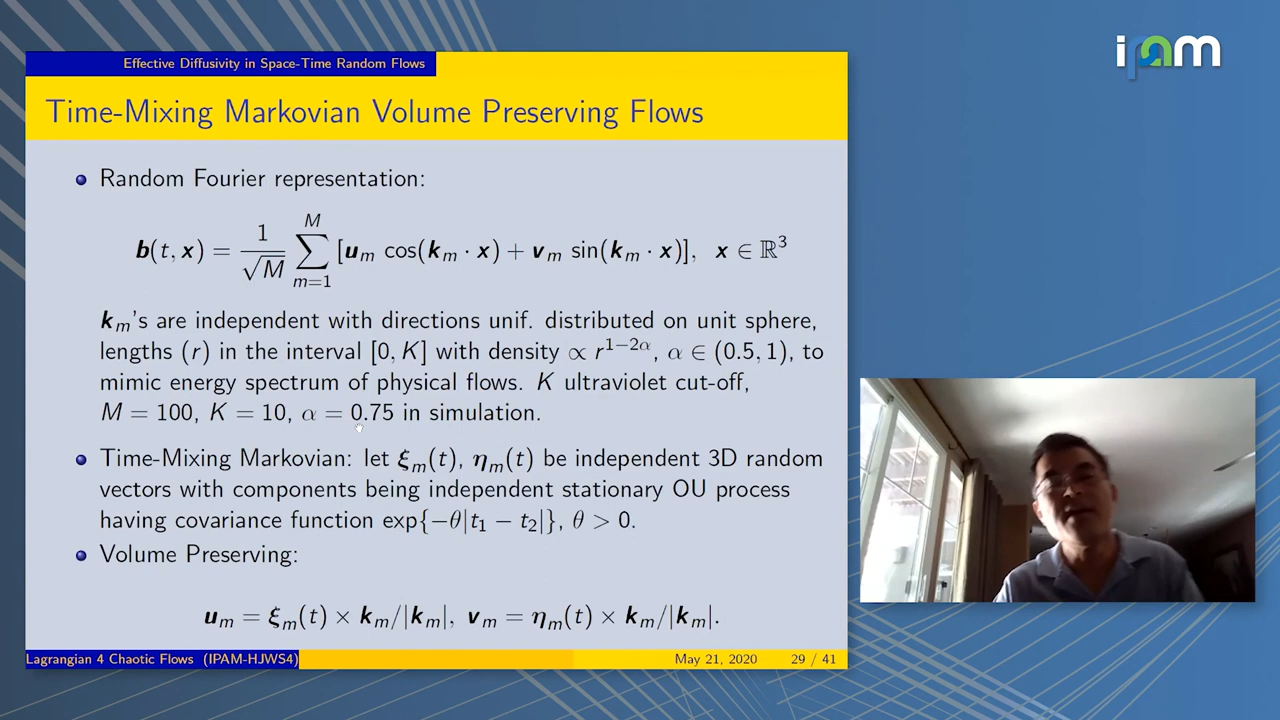 ipam
Effective Diffusivity in Space-Time Random Flows
Time-Mixing Markovian Volume Preserving Flows
Random Fourier representation:
b(t, x) = 1/√M ∑_{m=1}^{M} [u_m cos(k_m · x) + v_m sin(k_m · x)], x ∈ ℝ³
k_m's are independent with directions unif. distributed on unit sphere,
lengths (r) in the interval [0, K] with density ∝ r^{1−2α}, α ∈ (0.5, 1), to
mimic energy spectrum of physical flows. K ultraviolet cut-off,
M = 100, K = 10, α = 0.75 in simulation.
Time-Mixing Markovian: let ξ_m(t), η_m(t) be independent 3D random
vectors with components being independent stationary OU process
having covariance function exp{−θ|t₁ − t₂|}, θ > 0.
Volume Preserving:
u_m = ξ_m(t) × k_m/|k_m|, v_m = η_m(t) × k_m/|k_m|.
Lagrangian 4 Chaotic Flows (IPAM-HJWS4) May 21, 2020 29 / 41